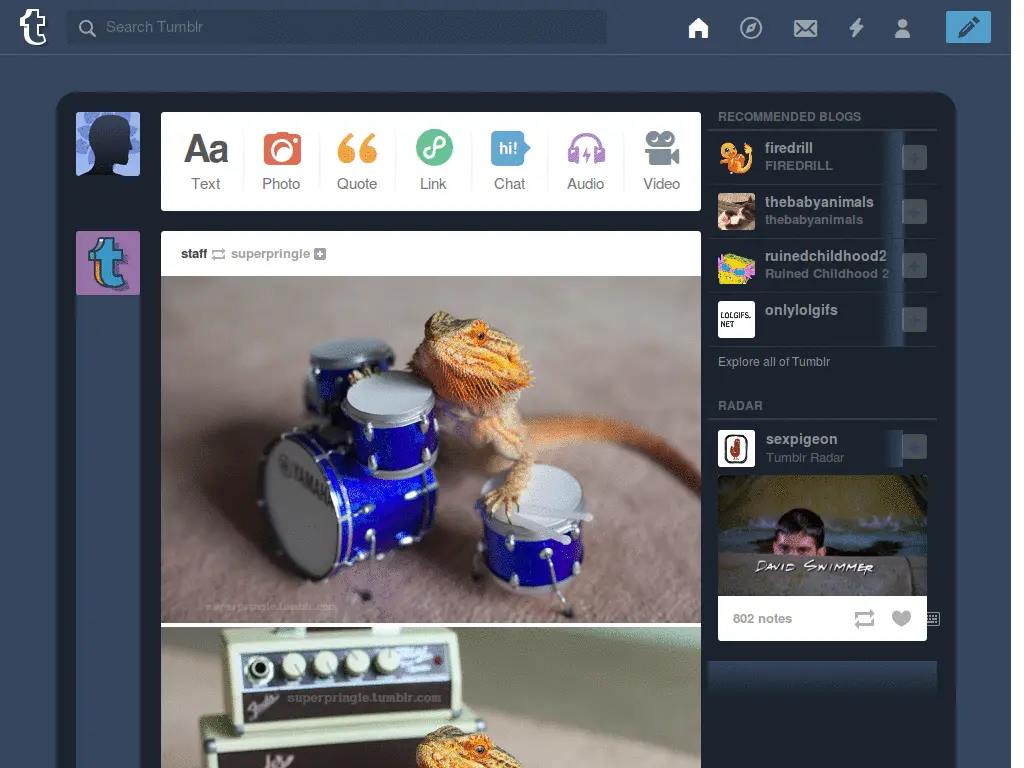 Search Tumblr
Aa
hi!
Text
Photo
Quote
Link
Chat
Audio
Video
staff superpringle
YAMAHA
superpringle.tumblr.com
superpringle.tumblr.com
Fender
RECOMMENDED BLOGS
firedrill
FIREDRILL
thebabyanimals
thebabyanimals
ruinedchildhood2
Ruined Childhood 2
LOLGIFS.
NET
onlylolgifs
Explore all of Tumblr
RADAR
sexpigeon
Tumblr Radar
DAVID SWIMMER
802 notes